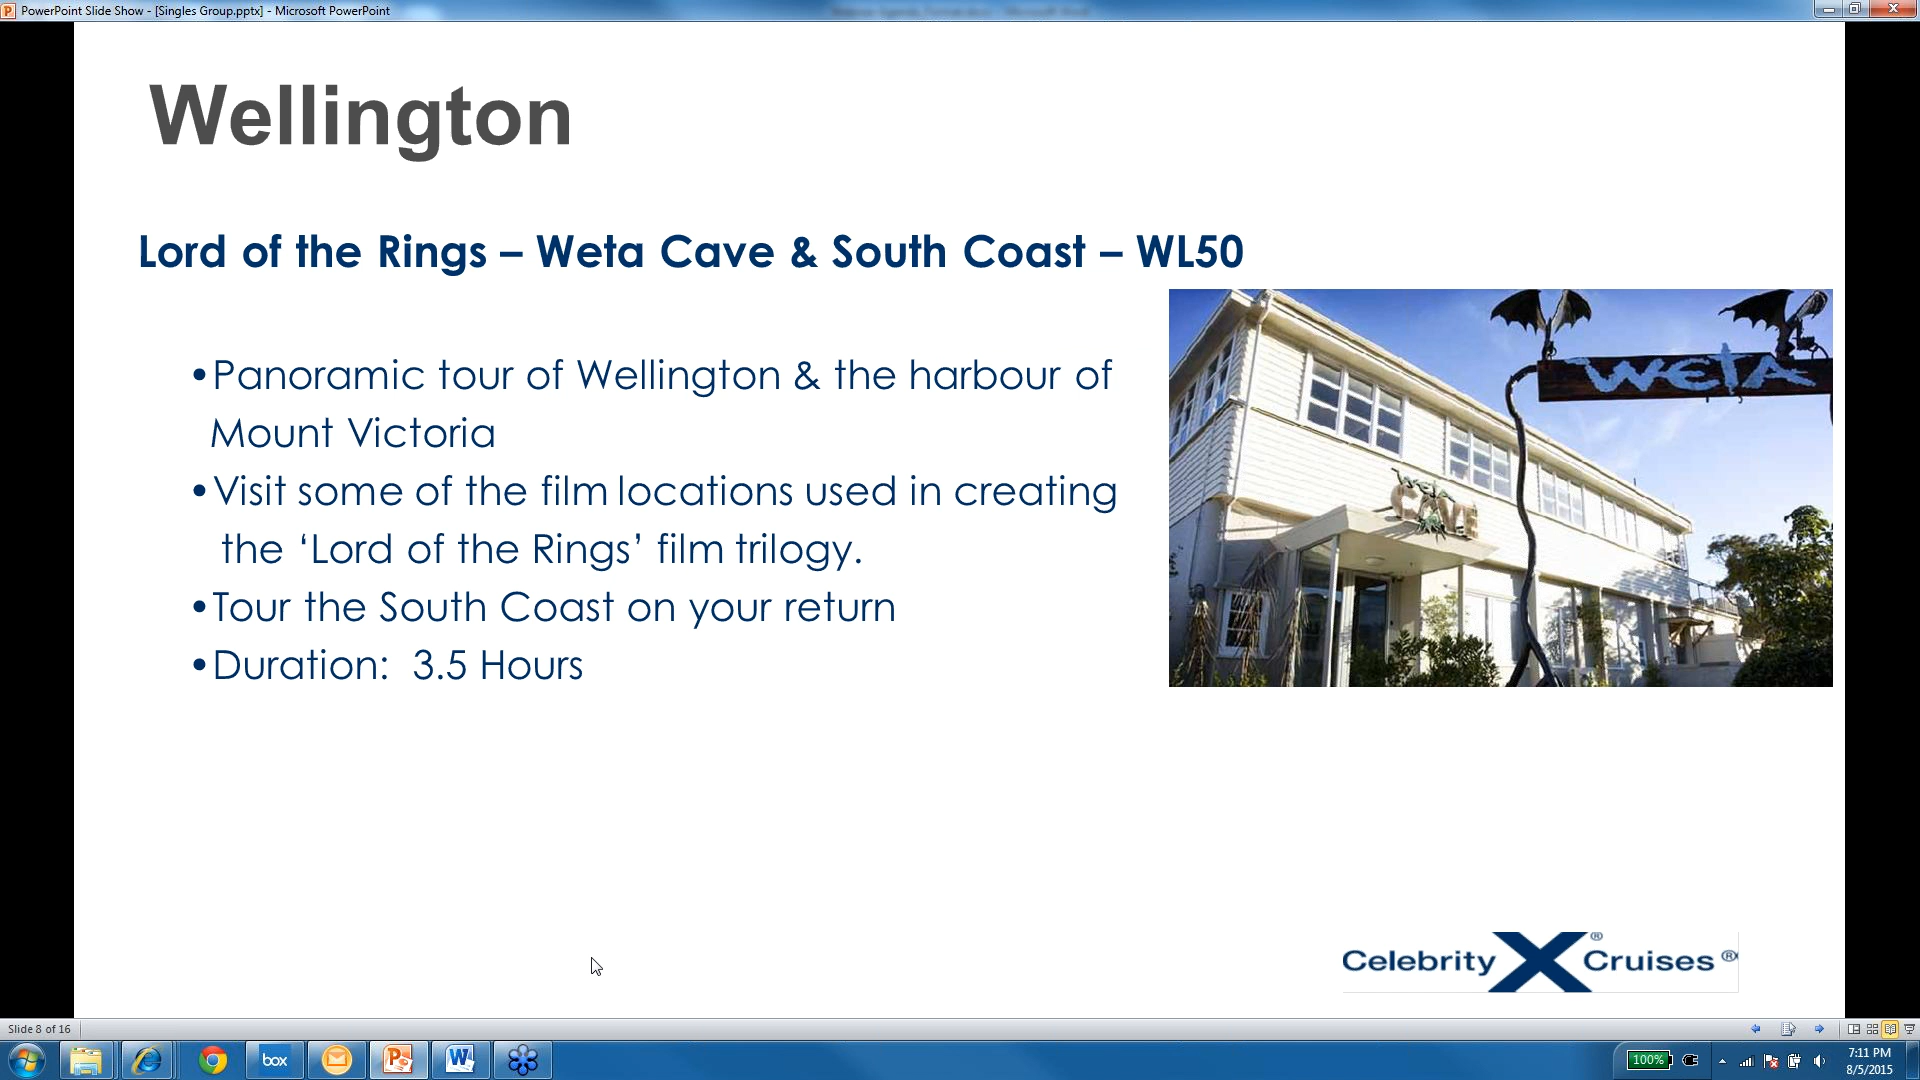 PowerPoint Slide Show - [Singles Group.pptx] - Microsoft PowerPoint
Wellington
Lord of the Rings – Weta Cave & South Coast – WL50
•Panoramic tour of Wellington & the harbour of
Mount Victoria
•Visit some of the film locations used in creating
the ‘Lord of the Rings’ film trilogy.
•Tour the South Coast on your return
•Duration: 3.5 Hours
WETA
WETA
CAVE
Celebrity X® Cruises®
Slide 8 of 16
box
100%
7:11 PM
8/5/2015